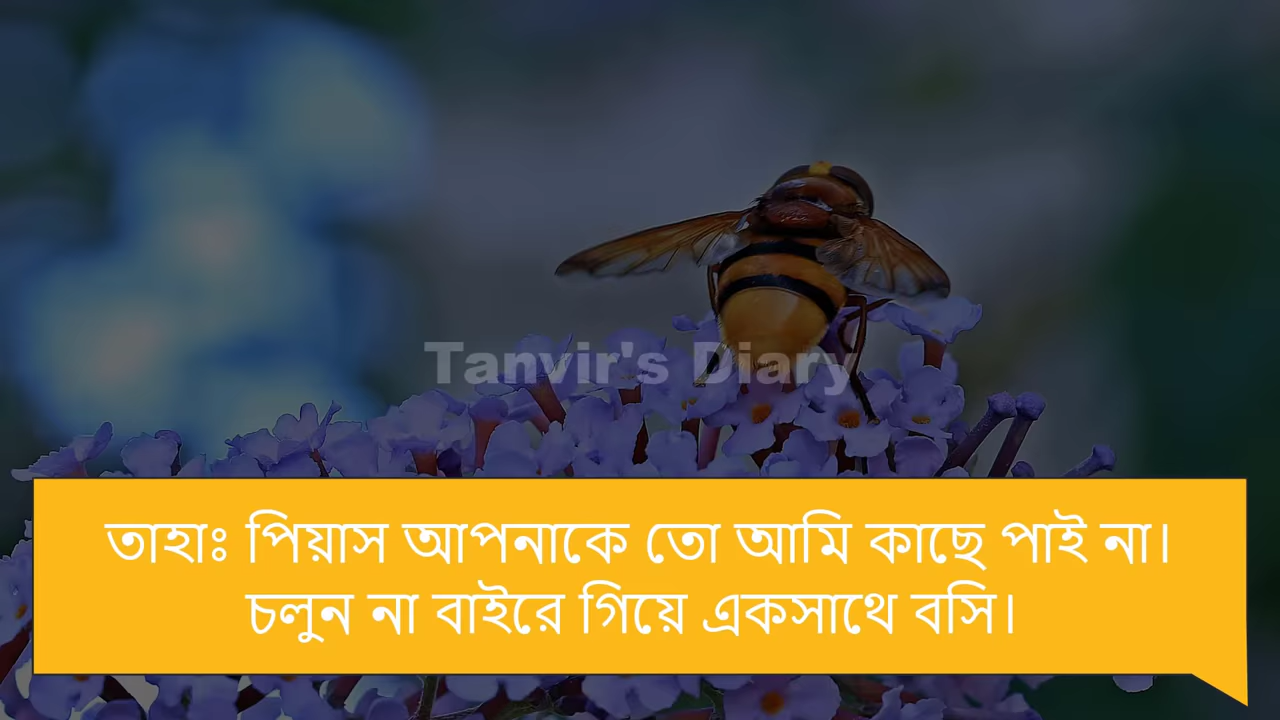 Tanvir's Diary
তাহাঃ পিয়াস আপনাকে তো আমি কাছে পাই না।
চলুন না বাইরে গিয়ে একসাথে বসি।